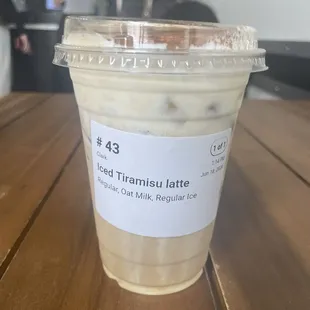 # 43
1 of 1
Iced Tiramisu latte
Regular, Oat Milk, Regular Ice